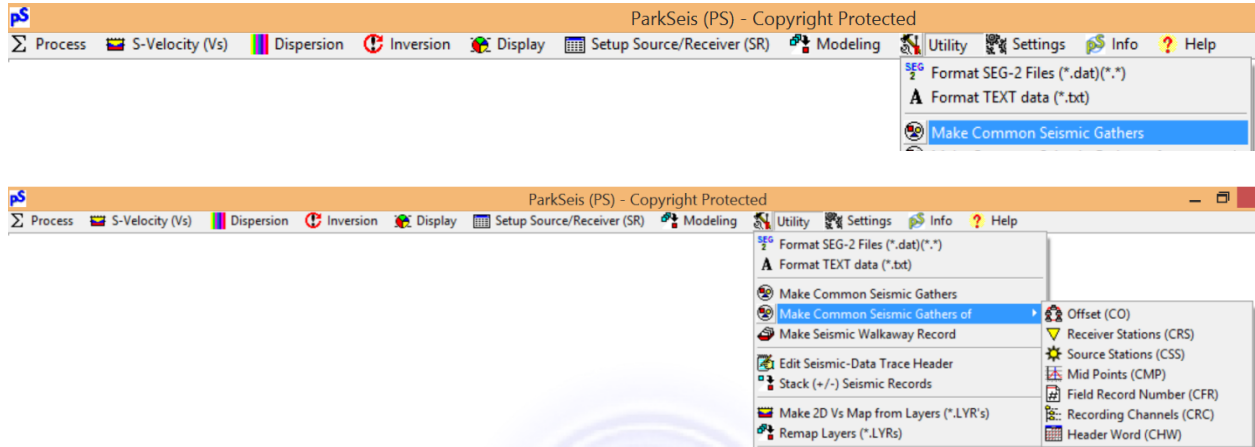 pS ParkSeis (PS) - Copyright Protected
Σ Process S-Velocity (Vs) Dispersion Inversion Display Setup Source/Receiver (SR) Modeling Utility Settings pS Info ? Help
SEG 2 Format SEG-2 Files (*.dat)(*.*)
A Format TEXT data (*.txt)
Make Common Seismic Gathers
pS ParkSeis (PS) - Copyright Protected
Σ Process S-Velocity (Vs) Dispersion Inversion Display Setup Source/Receiver (SR) Modeling Utility Settings pS Info ? Help
SEG 2 Format SEG-2 Files (*.dat)(*.*)
A Format TEXT data (*.txt)
Make Common Seismic Gathers
Make Common Seismic Gathers of
Make Seismic Walkaway Record
Edit Seismic-Data Trace Header
Stack (+/-) Seismic Records
Make 2D Vs Map from Layers (*.LYR's)
Remap Layers (*.LYRs)
Offset (CO)
Receiver Stations (CRS)
Source Stations (CSS)
Mid Points (CMP)
# Field Record Number (CFR)
Recording Channels (CRC)
Header Word (CHW)